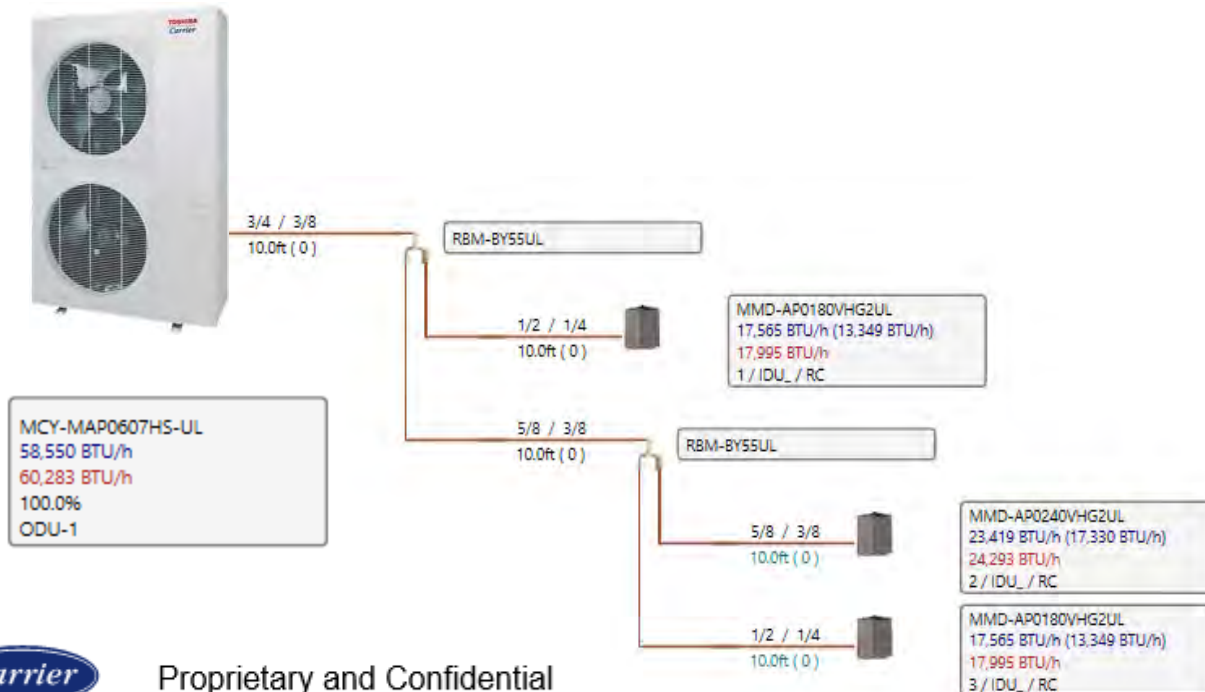 TOSHIBA
Carrier
3/4 / 3/8
10.0ft ( 0 )
RBM-BY55UL
1/2 / 1/4
10.0ft ( 0 )
MMD-AP0180VHG2UL
17,565 BTU/h (13,349 BTU/h)
17,995 BTU/h
1 / IDU_ / RC
MCY-MAP0607HS-UL
58,550 BTU/h
60,283 BTU/h
100.0%
ODU-1
5/8 / 3/8
10.0ft ( 0 )
RBM-BY55UL
5/8 / 3/8
10.0ft ( 0 )
MMD-AP0240VHG2UL
23,419 BTU/h (17,330 BTU/h)
24,293 BTU/h
2 / IDU_ / RC
1/2 / 1/4
10.0ft ( 0 )
MMD-AP0180VHG2UL
17,565 BTU/h (13,349 BTU/h)
17,995 BTU/h
3 / IDU_ / RC
arrier
Proprietary and Confidential